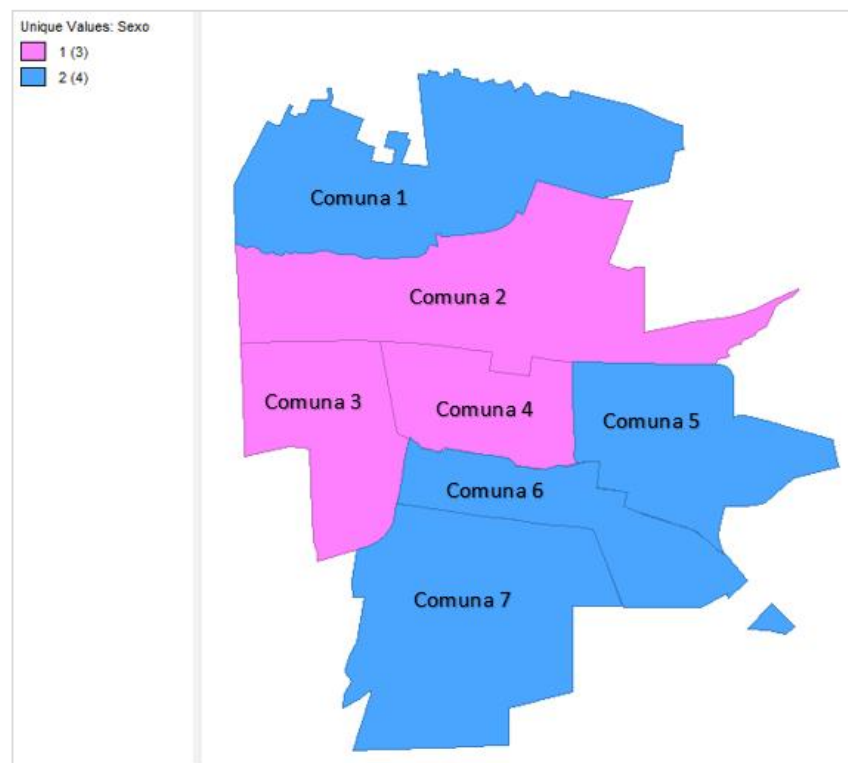 Unique Values: Sexo
1 (3)
2 (4)
Comuna 1
Comuna 2
Comuna 3
Comuna 4
Comuna 5
Comuna 6
Comuna 7